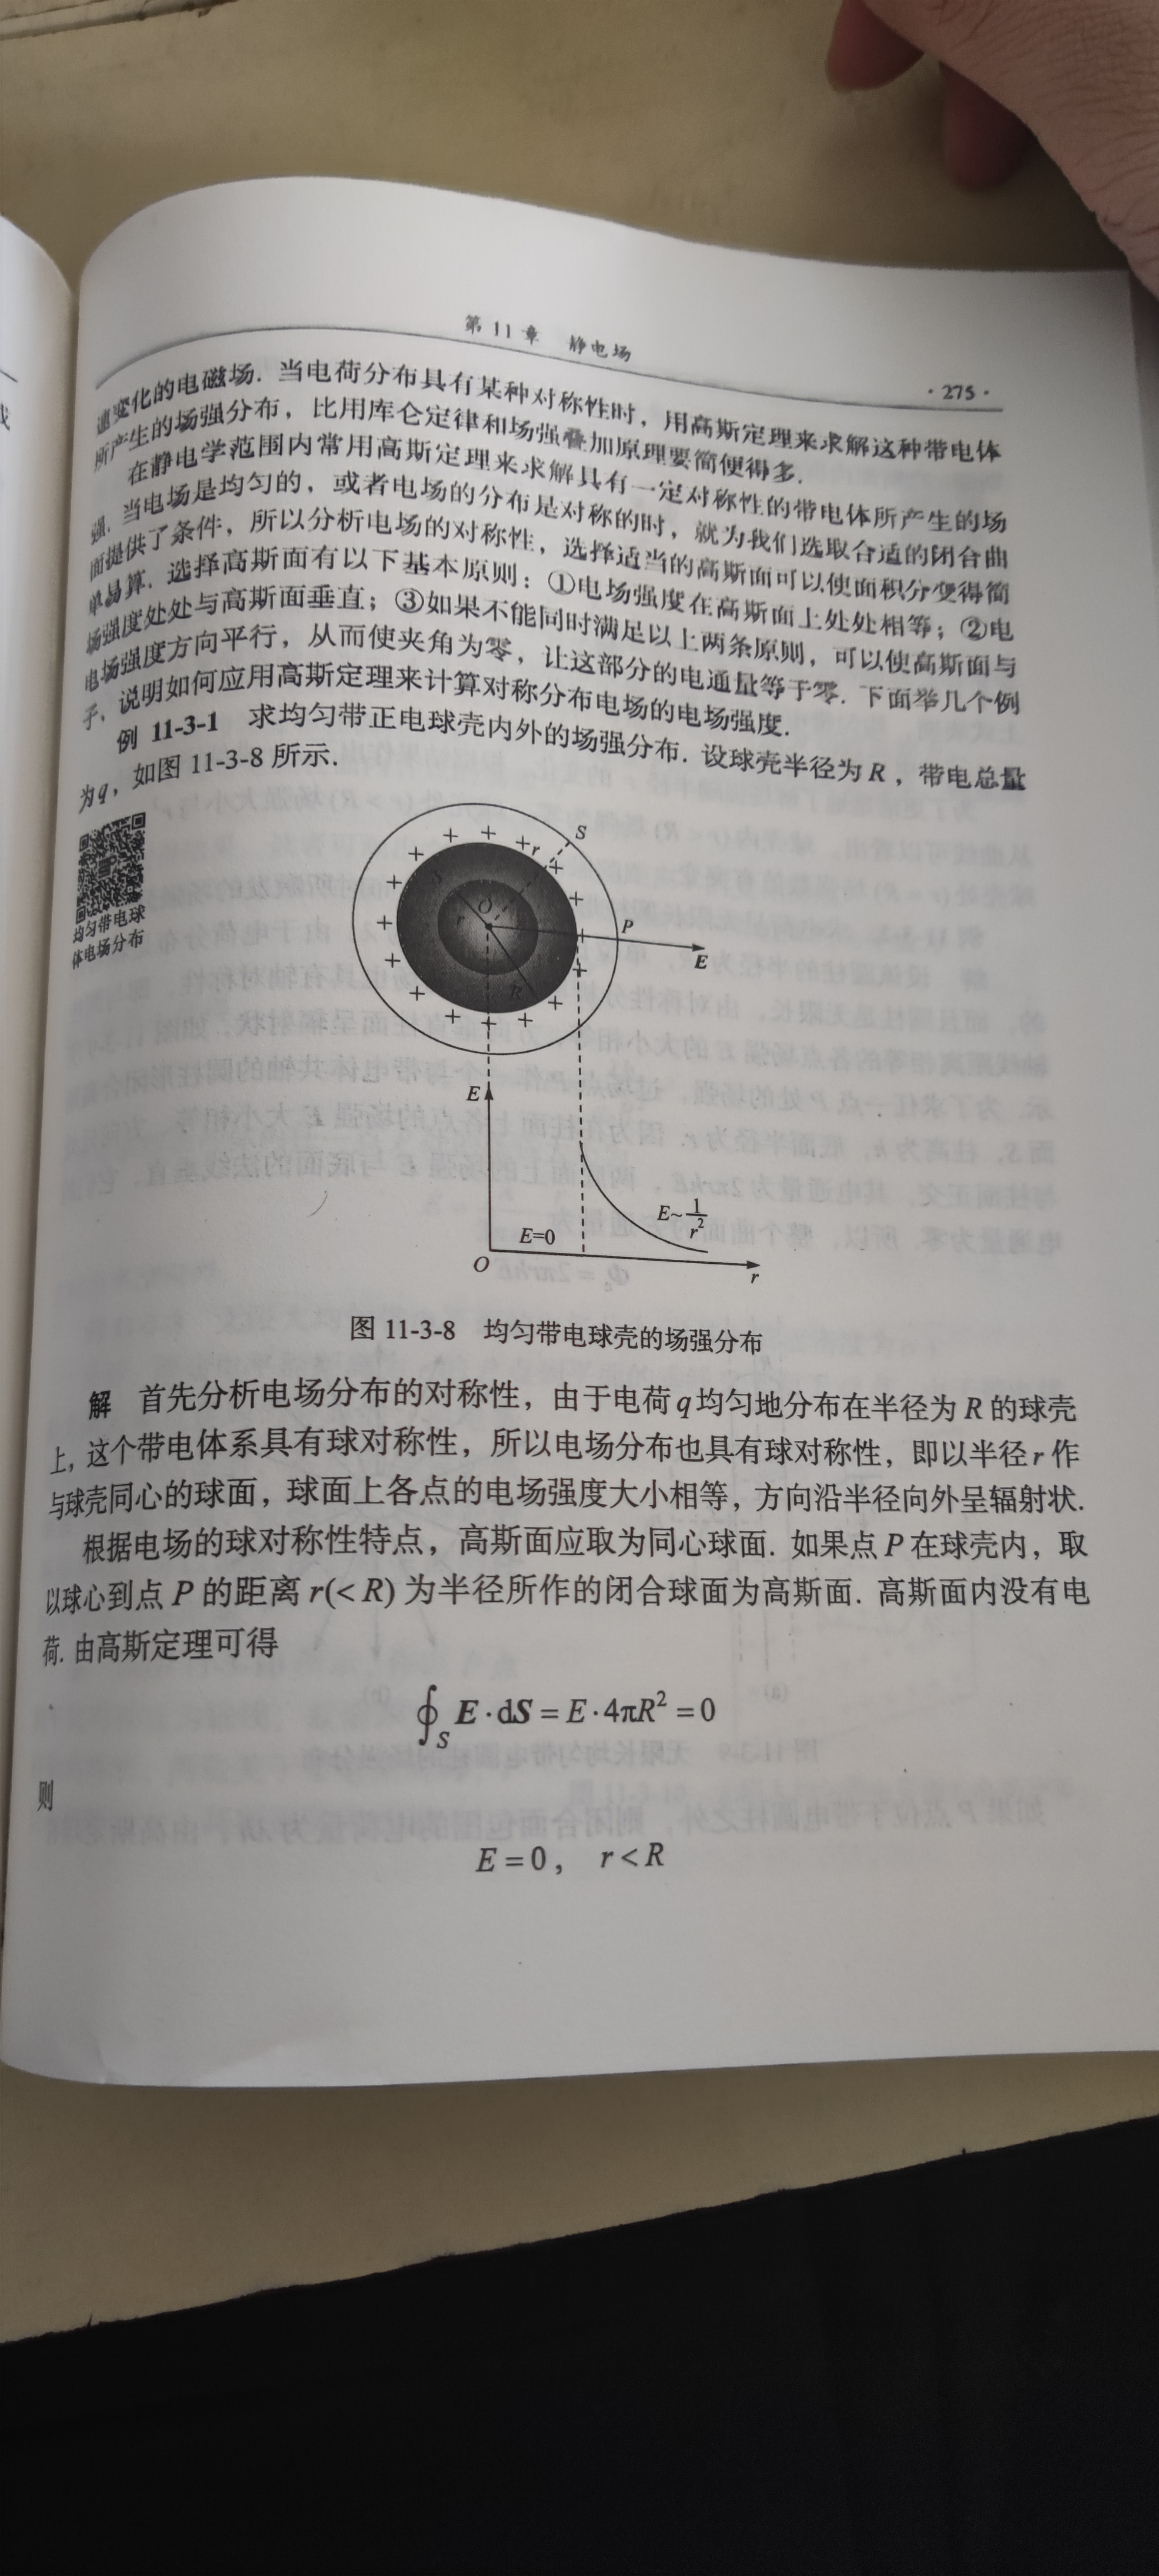 第 11 章 静电场
· 275 ·
速变化的电磁场. 当电荷分布具有某种对称性时，用高斯定理来求解这种带电体
所产生的场强分布，比用库仑定律和场强叠加原理要简便得多.
在静电学范围内常用高斯定理来求解具有一定对称性的带电体所产生的场
强. 当电场是均匀的，或者电场的分布是对称的时，就为我们选取合适的闭合曲
面提供了条件，所以分析电场的对称性，选择适当的高斯面可以使面积分变得简
单易算. 选择高斯面有以下基本原则：①电场强度在高斯面上处处相等；②电
场强度处处与高斯面垂直；③如果不能同时满足以上两条原则，可以使高斯面与
电场强度方向平行，从而使夹角为零，让这部分的电通量等于零. 下面举几个例
子，说明如何应用高斯定理来计算对称分布电场的电场强度.
例 11-3-1 求均匀带正电球壳内外的场强分布. 设球壳半径为 R，带电总量
为 q，如图 11-3-8 所示.
均匀带电球
体电场分布
S
r
S
O
r
P
E
R
E
E~1/r²
E=0
O
r
图 11-3-8 均匀带电球壳的场强分布
解 首先分析电场分布的对称性，由于电荷 q 均匀地分布在半径为 R 的球壳
上，这个带电体系具有球对称性，所以电场分布也具有球对称性，即以半径 r 作
与球壳同心的球面，球面上各点的电场强度大小相等，方向沿半径向外呈辐射状.
根据电场的球对称性特点，高斯面应取为同心球面. 如果点 P 在球壳内，取
以球心到点 P 的距离 r(< R) 为半径所作的闭合球面为高斯面. 高斯面内没有电
荷. 由高斯定理可得
∮_S E · dS = E · 4πR² = 0
则
E = 0， r < R